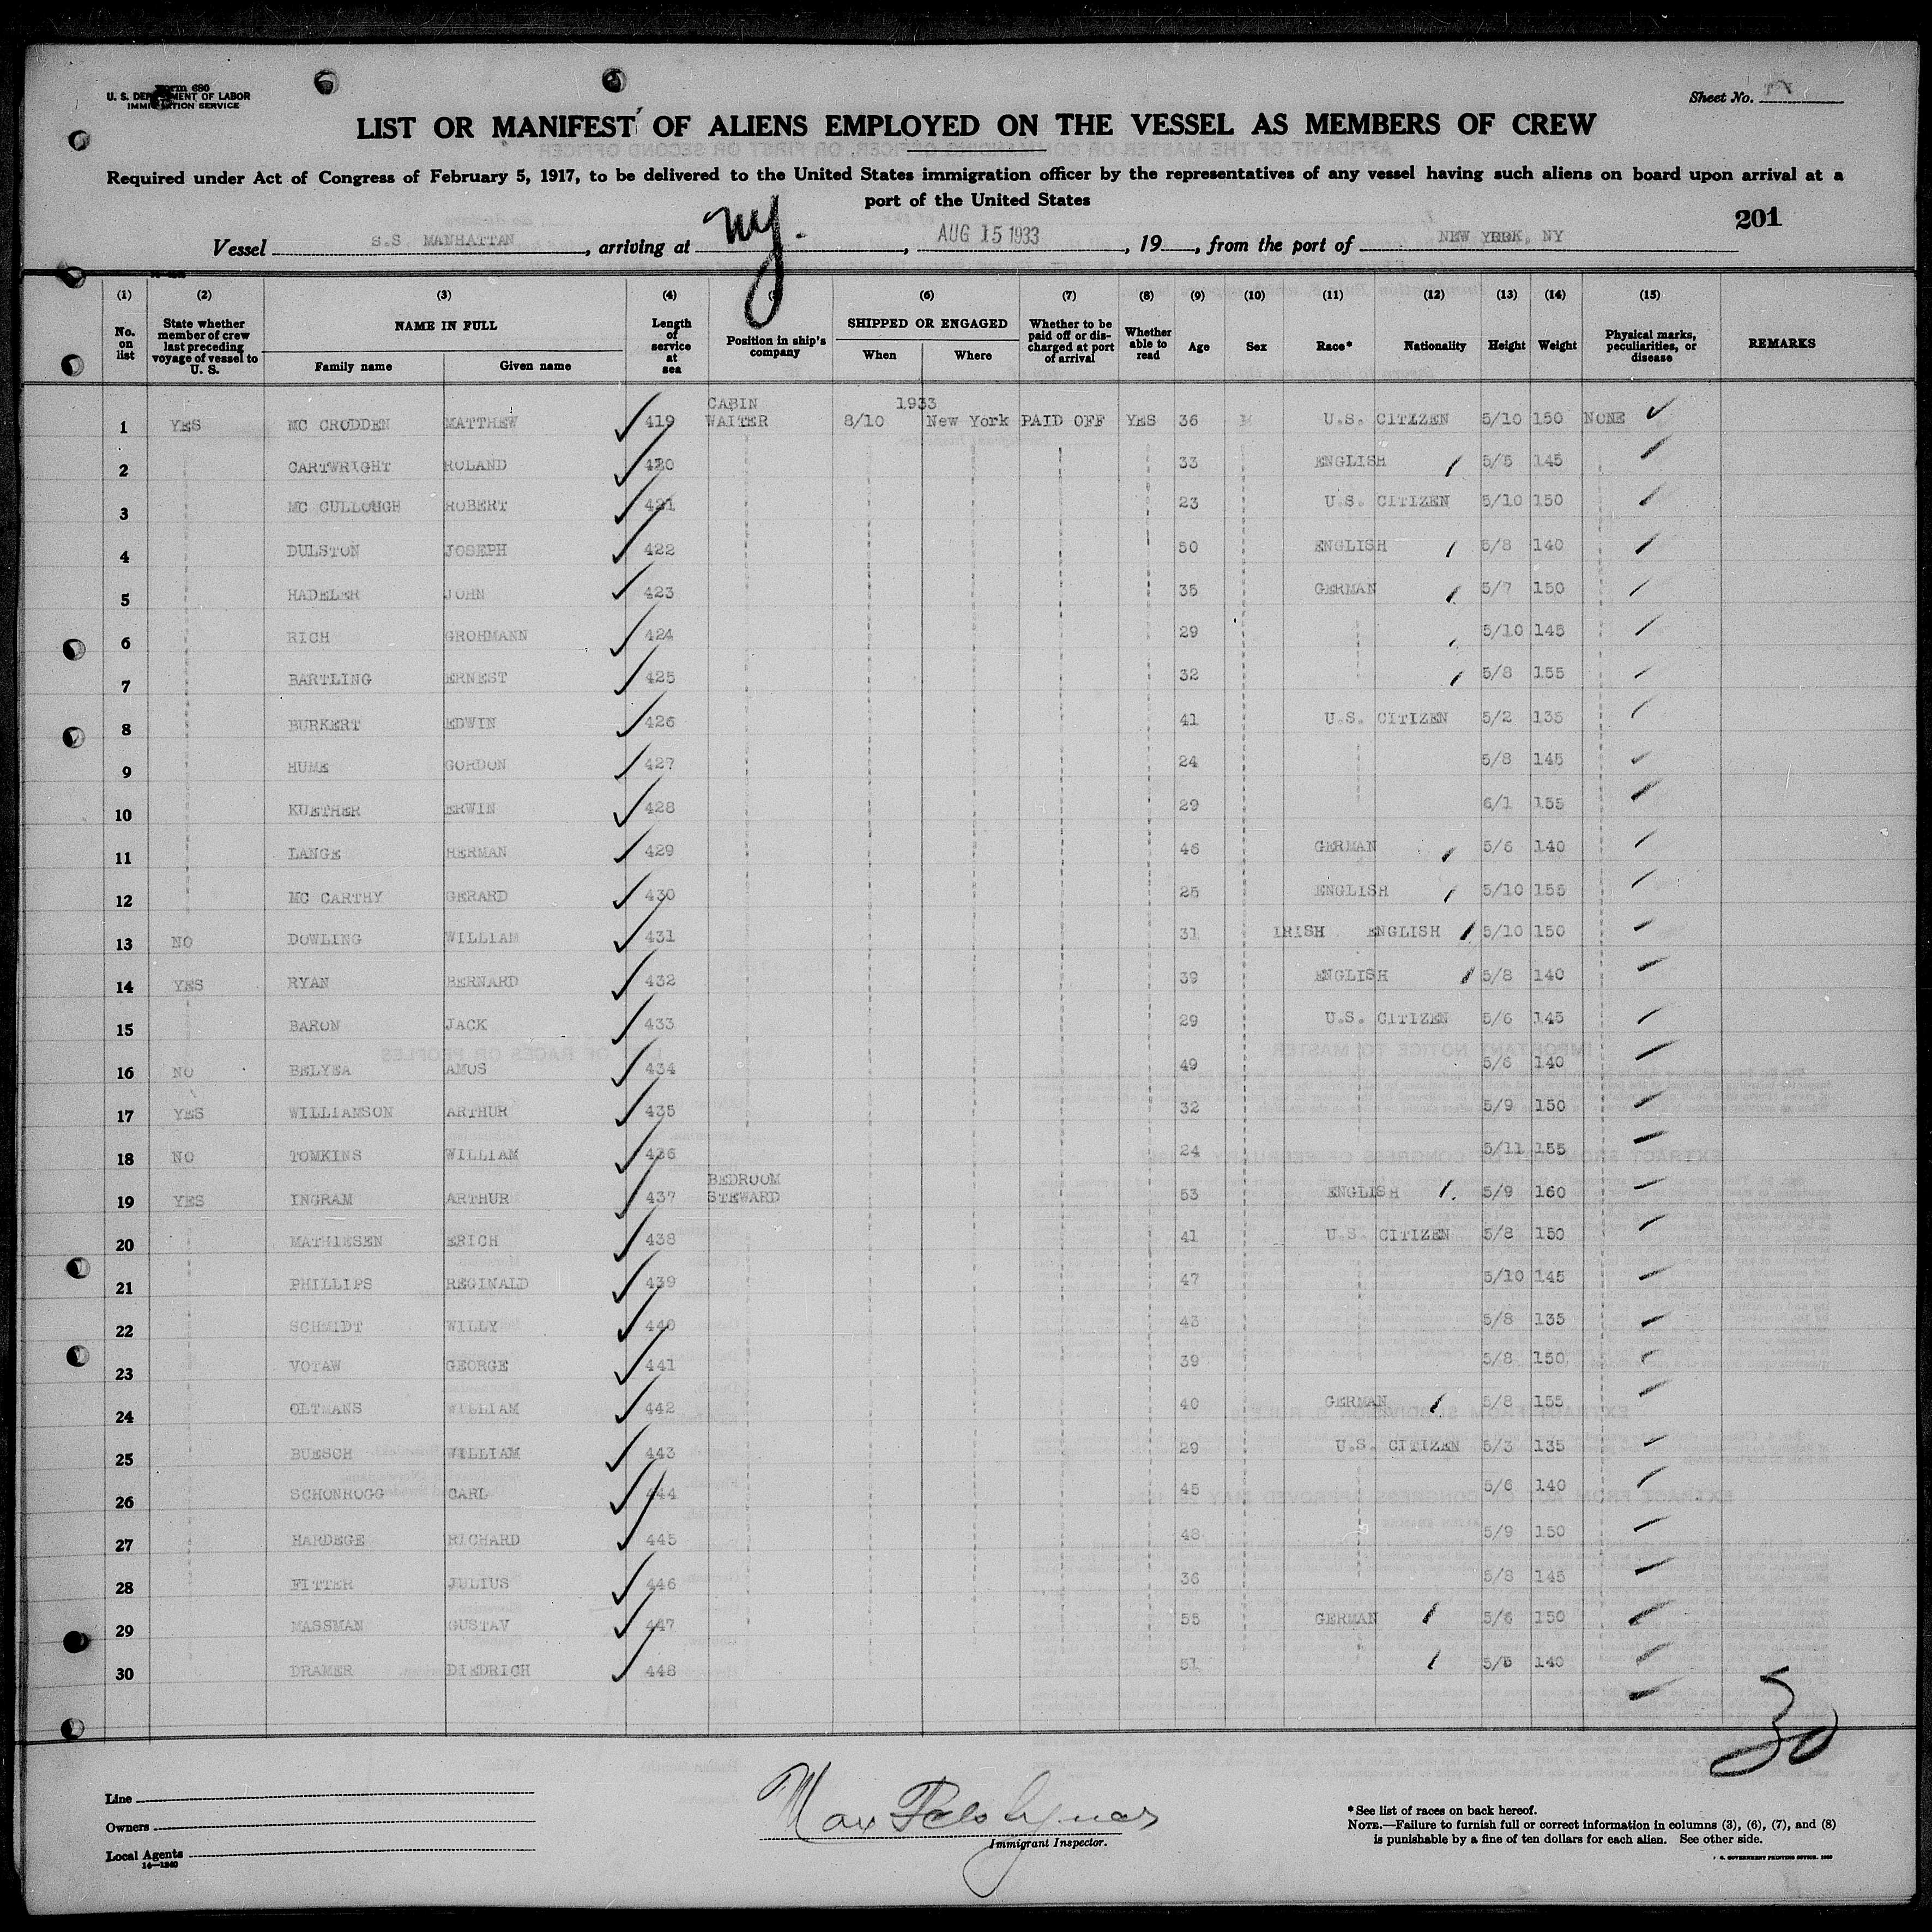 Form 680
U. S. DEPARTMENT OF LABOR
IMMIGRATION SERVICE
Sheet No.
LIST OR MANIFEST OF ALIENS EMPLOYED ON THE VESSEL AS MEMBERS OF CREW
Required under Act of Congress of February 5, 1917, to be delivered to the United States immigration officer by the representatives of any vessel having such aliens on board upon arrival at a
port of the United States
201
Vessel S.S. MANHATTAN, arriving at NY., AUG 15 1933, 19 , from the port of NEW YORK, NY
(1) (2) (3) (4) (5) (6) (7) (8) (9) (10) (11) (12) (13) (14) (15)
No. on list State whether member of crew last preceding voyage of vessel to U. S. NAME IN FULL Family name Given name Length of service at sea Position in ship's company SHIPPED OR ENGAGED When Where Whether to be paid off or discharged at port of arrival Whether able to read Age Sex Race* Nationality Height Weight Physical marks, peculiarities, or disease REMARKS
CABIN 1933
1 YES MC CRODDEN MATTHEW 419 WAITER 8/10 New York PAID OFF YES 36 M U.S. CITIZEN 5/10 150 NONE
2 CARTWRIGHT ROLAND 420 33 ENGLISH 5/5 145
3 MC CULLOUGH ROBERT 421 23 U.S. CITIZEN 5/10 150
4 DULSTON JOSEPH 422 50 ENGLISH 5/8 140
5 HADELER JOHN 423 35 GERMAN 5/7 150
6 RICH GROHMANN 424 29 5/10 145
7 BARTLING ERNEST 425 32 5/8 155
8 BURKERT EDWIN 426 41 U.S. CITIZEN 5/2 135
9 HUME GORDON 427 24 5/8 145
10 KUETHER ERWIN 428 29 6/1 155
11 LANGE HERMAN 429 46 GERMAN 5/6 140
12 MC CARTHY GERARD 430 25 ENGLISH 5/10 155
13 NO DOWLING WILLIAM 431 31 IRISH ENGLISH 5/10 150
14 YES RYAN BERNARD 432 39 ENGLISH 5/8 140
15 BARON JACK 433 29 U.S. CITIZEN 5/6 145
16 NO BELYEA AMOS 434 49 5/6 140
17 YES WILLIAMSON ARTHUR 435 32 5/9 150
18 NO TOMKINS WILLIAM 436 24 5/11 155
BEDROOM
19 YES INGRAM ARTHUR 437 STEWARD 53 ENGLISH 5/9 160
20 MATHIESEN ERICH 438 41 U.S. CITIZEN 5/8 150
21 PHILLIPS REGINALD 439 47 5/10 145
22 SCHMIDT WILLY 440 43 5/8 135
23 VOTAW GEORGE 441 39 5/8 150
24 OLTMANS WILLIAM 442 40 GERMAN 5/8 155
25 BUESCH WILLIAM 443 29 U.S. CITIZEN 5/3 135
26 SCHONROGG CARL 444 45 5/6 140
27 HARDEGE RICHARD 445 48 5/9 150
28 FITTER JULIUS 446 36 5/8 145
29 MASSMAN GUSTAV 447 55 GERMAN 5/6 150
30 DRAMER DIEDRICH 448 51 5/5 140
30
Line
Owners
Local Agents
14—1240
Max
Immigrant Inspector.
*See list of races on back hereof.
NOTE.—Failure to furnish full or correct information in columns (3), (6), (7), and (8)
is punishable by a fine of ten dollars for each alien. See other side.